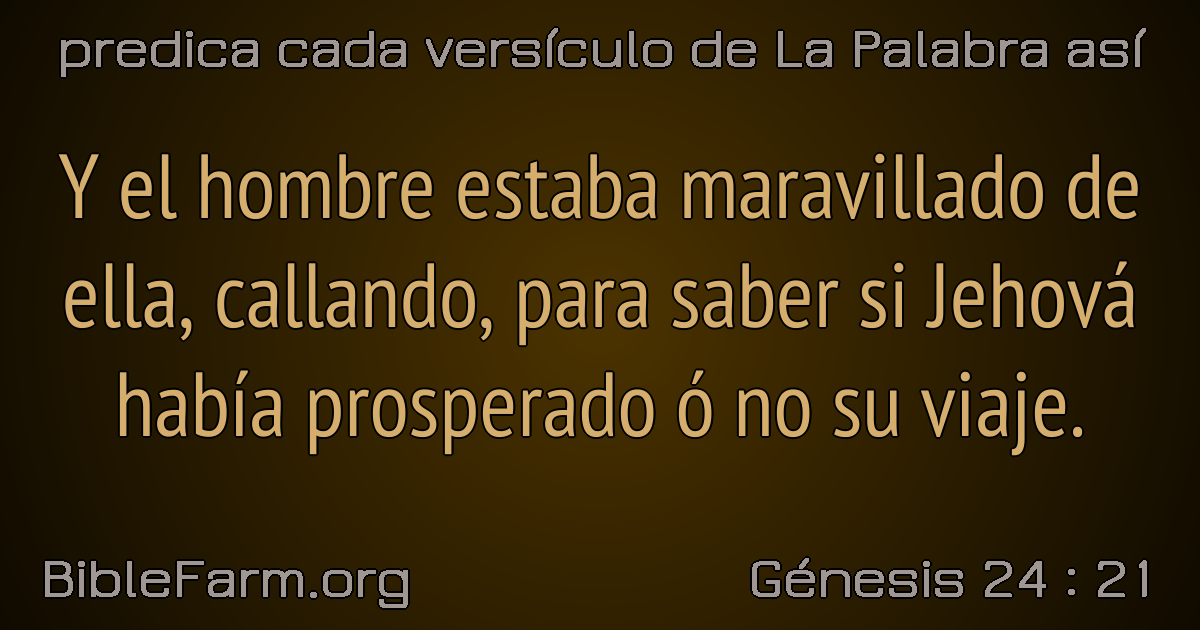 predica cada versículo de La Palabra así
Y el hombre estaba maravillado de
ella, callando, para saber si Jehová
había prosperado ó no su viaje.
BibleFarm.org
Génesis 24 : 21